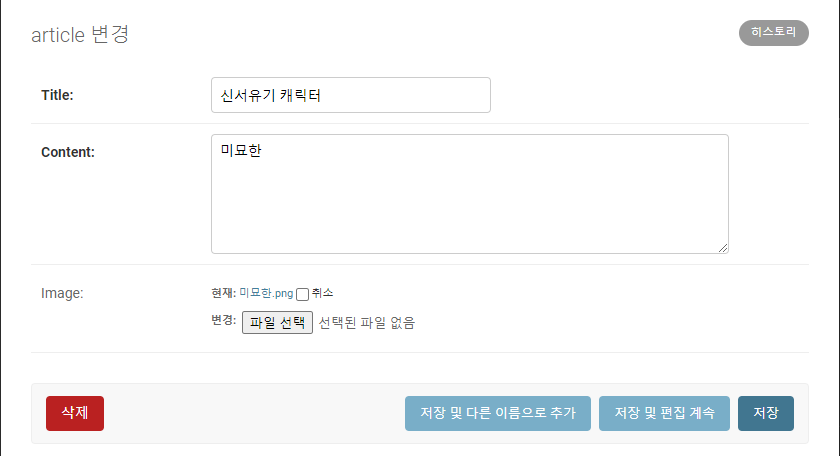 article 변경
히스토리
Title:
신서유기 캐릭터
Content:
미묘한
Image:
현재: 미묘한.png 취소
변경: 파일 선택 선택된 파일 없음
삭제
저장 및 다른 이름으로 추가
저장 및 편집 계속
저장